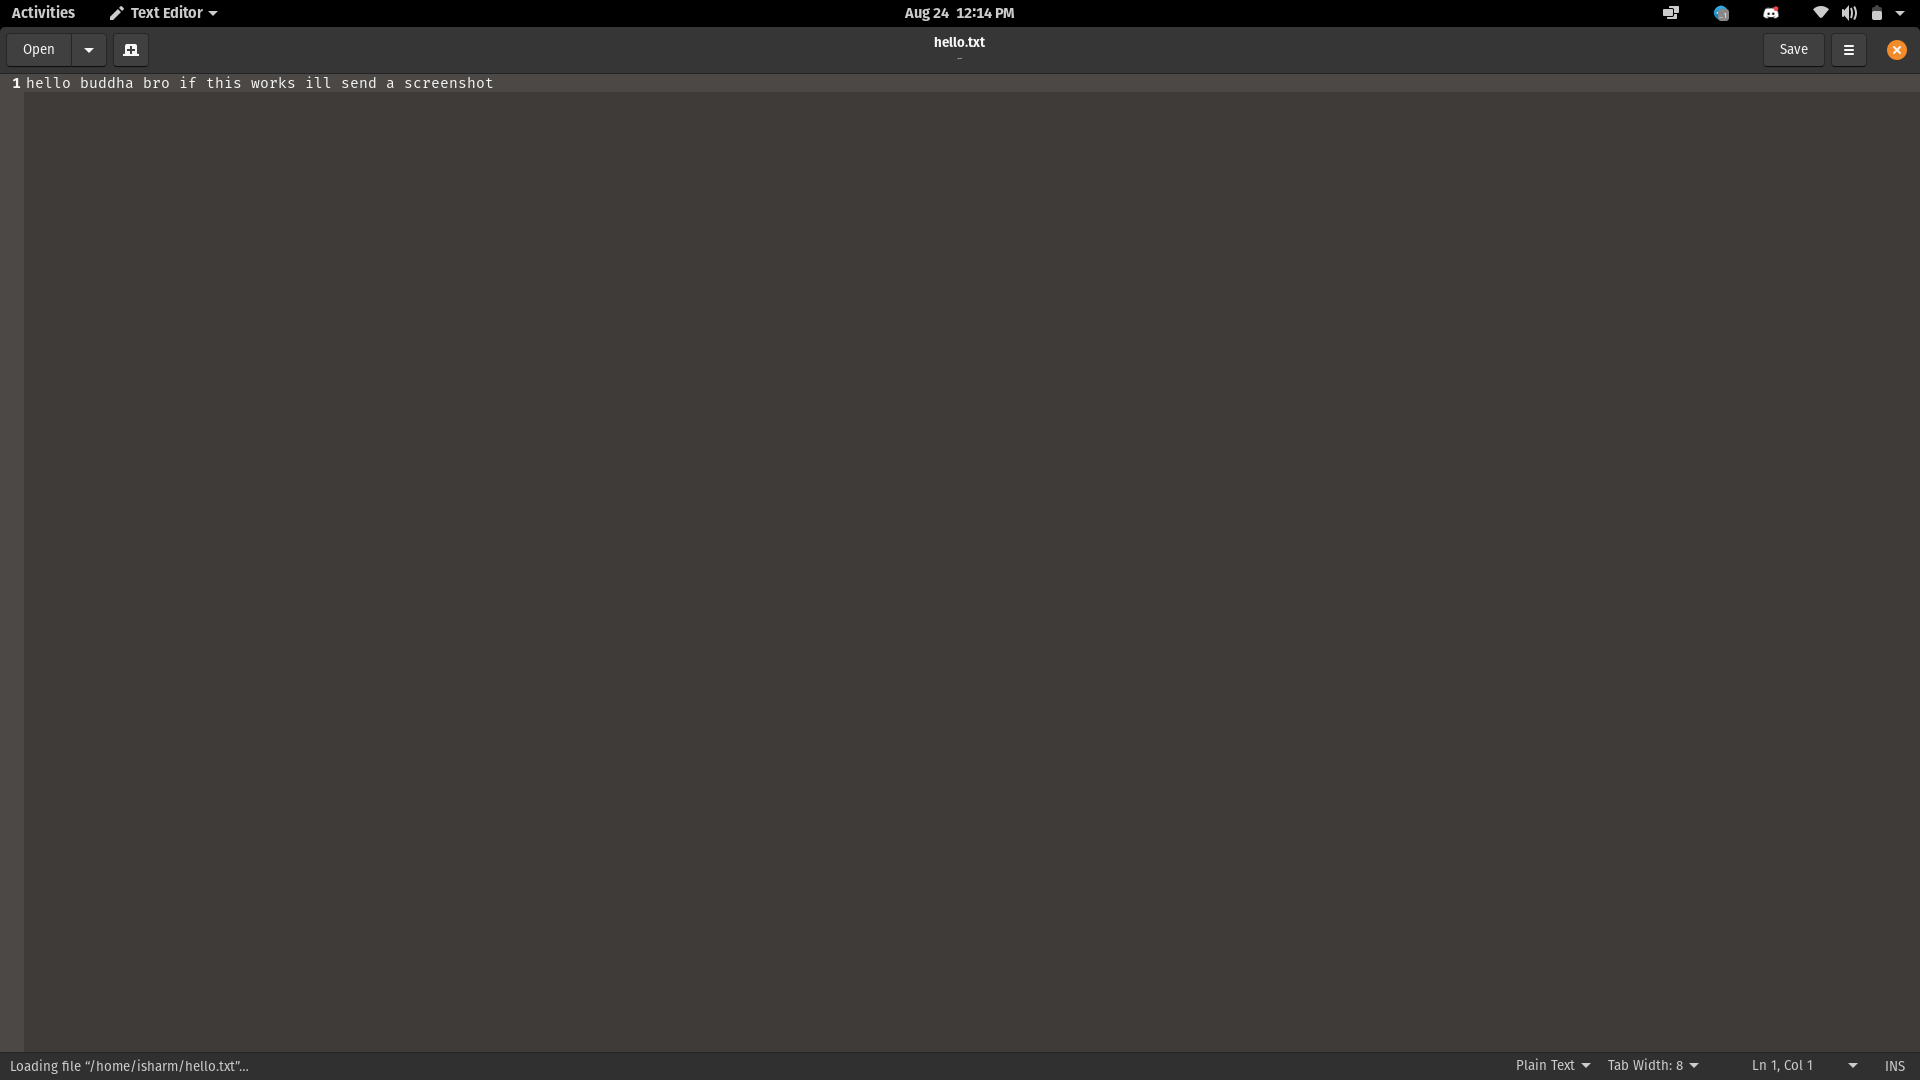 Activities Text Editor Aug 24 12:14 PM
Open hello.txt Save
~
1 hello buddha bro if this works ill send a screenshot
Loading file “/home/isharm/hello.txt”… Plain Text Tab Width: 8 Ln 1, Col 1 INS